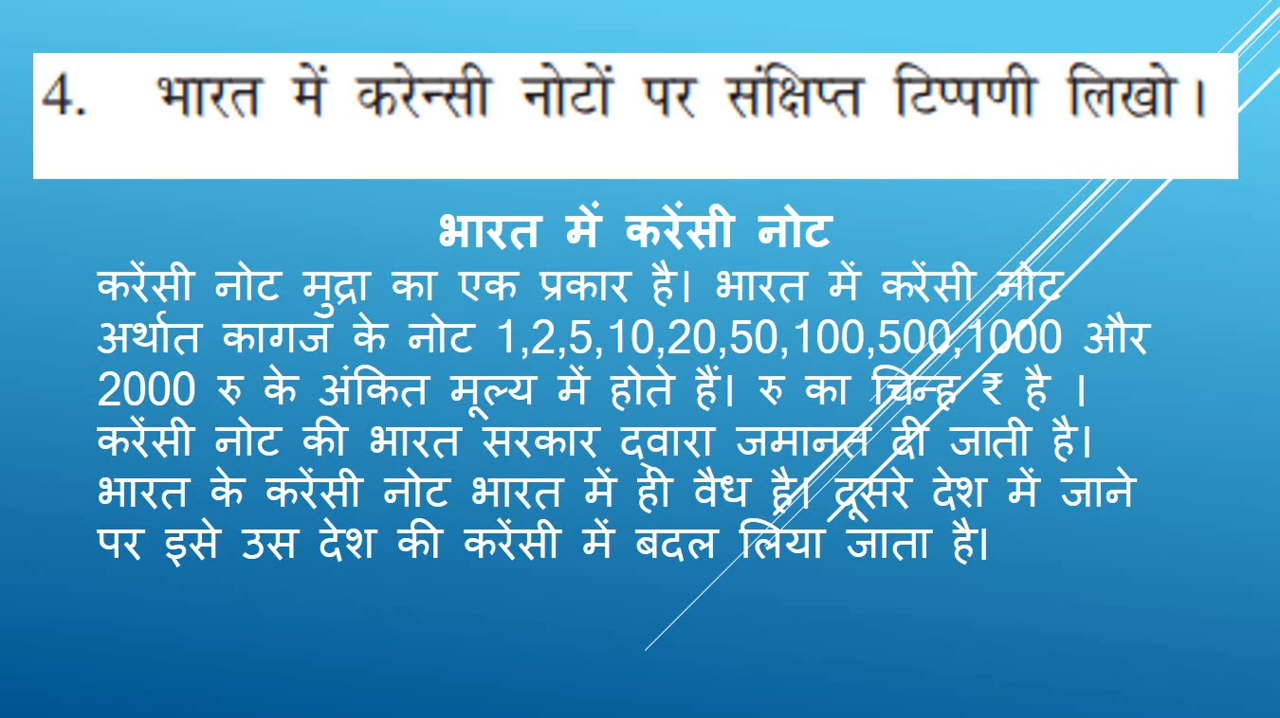 4. भारत में करेन्सी नोटों पर संक्षिप्त टिप्पणी लिखो।
भारत में करेंसी नोट
करेंसी नोट मुद्रा का एक प्रकार है। भारत में करेंसी नोट
अर्थात कागज के नोट 1,2,5,10,20,50,100,500,1000 और
2000 रु के अंकित मूल्य में होते हैं। रु का चिन्ह ₹ है ।
करेंसी नोट की भारत सरकार द्वारा जमानत दी जाती है।
भारत के करेंसी नोट भारत में ही वैध है। दूसरे देश में जाने
पर इसे उस देश की करेंसी में बदल लिया जाता है।